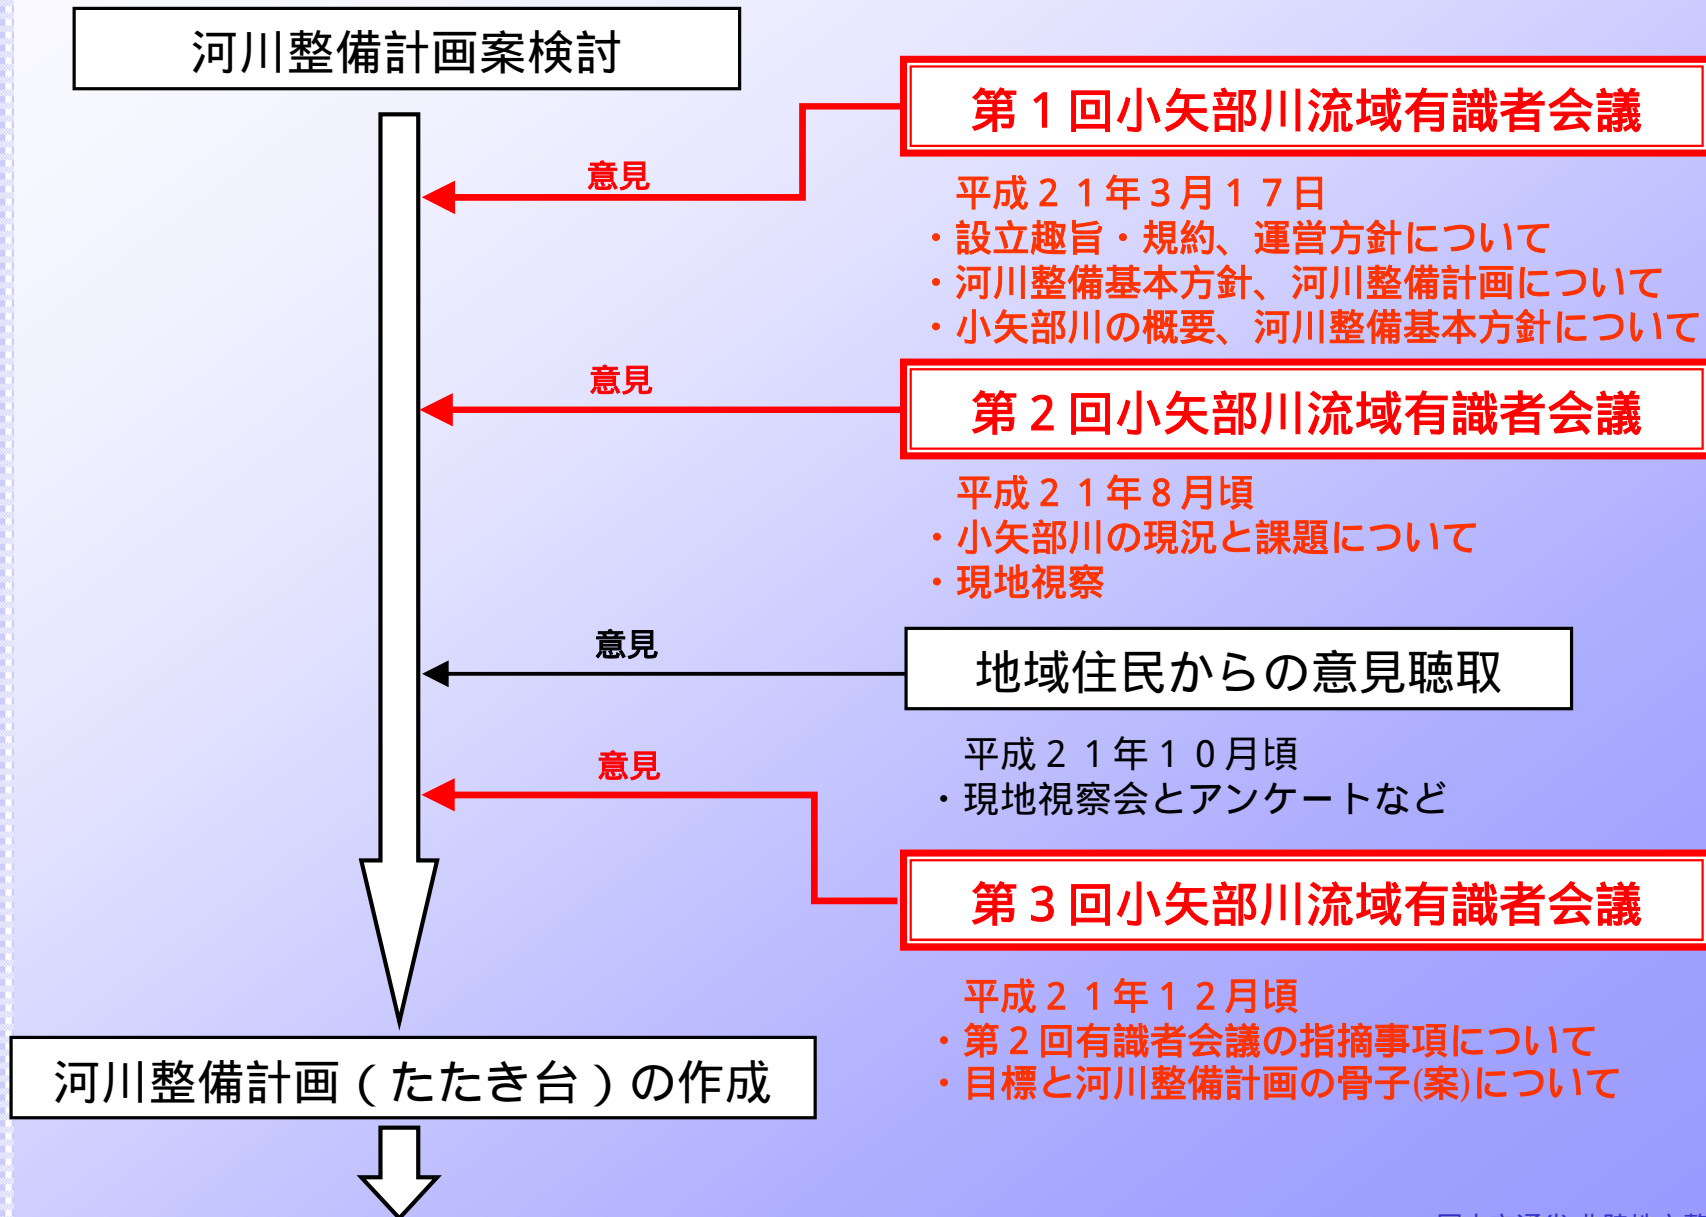 河川整備計画案検討
第１回小矢部川流域有識者会議
意見
平成２１年３月１７日
・設立趣旨・規約、運営方針について
・河川整備基本方針、河川整備計画について
・小矢部川の概要、河川整備基本方針について
意見
第２回小矢部川流域有識者会議
平成２１年８月頃
・小矢部川の現況と課題について
・現地視察
意見
地域住民からの意見聴取
平成２１年１０月頃
・現地視察会とアンケートなど
意見
第３回小矢部川流域有識者会議
平成２１年１２月頃
・第２回有識者会議の指摘事項について
・目標と河川整備計画の骨子(案)について
河川整備計画（たたき台）の作成